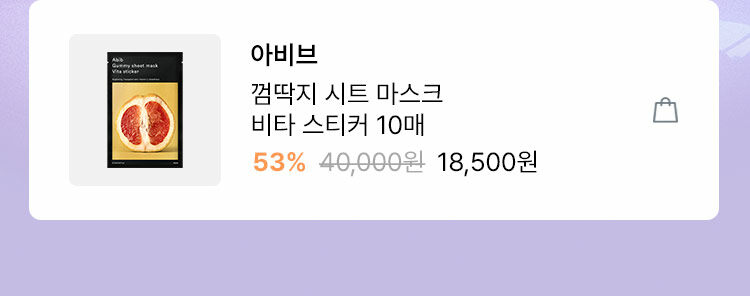 아비브
껌딱지 시트 마스크
비타 스티커 10매
53% 40,000원 18,500원
Abib
Gummy sheet mask
Vita sticker